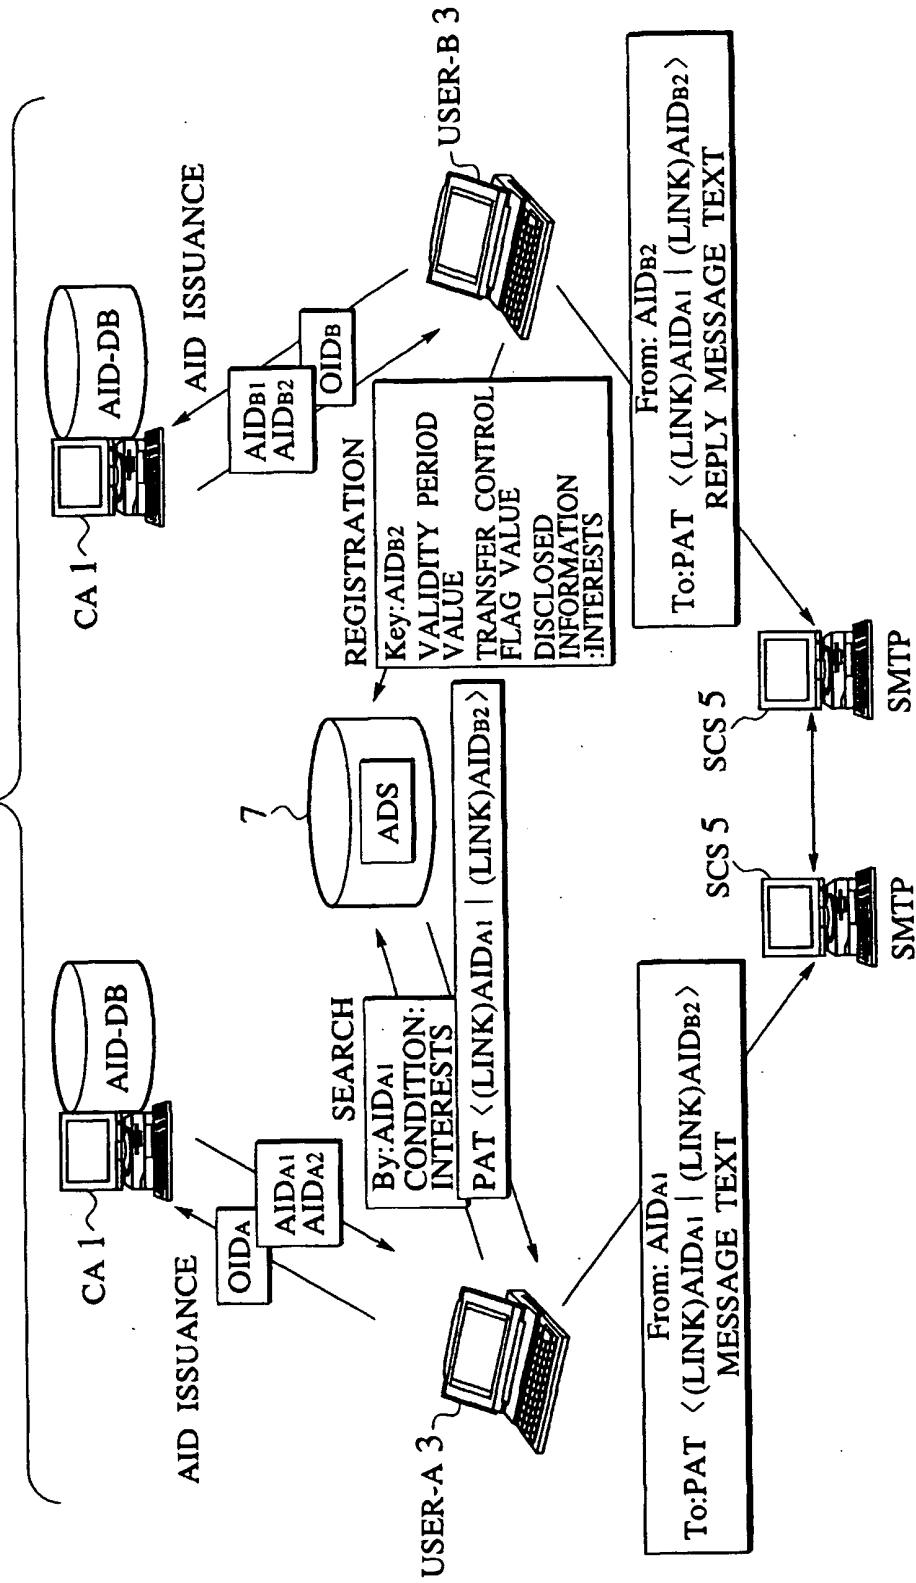 CA 1
AID-DB
AID ISSUANCE
OIDA
AIDA1
AIDA2
USER-A 3
SEARCH
By:AIDA1
CONDITION:
INTERESTS
PAT <(LINK)AIDA1 | (LINK)AIDB2>
7
ADS
CA 1
AID-DB
AID ISSUANCE
AIDB1
AIDB2
OIDB
USER-B 3
REGISTRATION
Key:AIDB2
VALIDITY PERIOD
VALUE
TRANSFER CONTROL
FLAG VALUE
DISCLOSED
INFORMATION
:INTERESTS
From: AIDA1
To:PAT <(LINK)AIDA1 | (LINK)AIDB2>
MESSAGE TEXT
SCS 5
SMTP
SCS 5
SMTP
From: AIDB2
To:PAT <(LINK)AIDA1 | (LINK)AIDB2>
REPLY MESSAGE TEXT